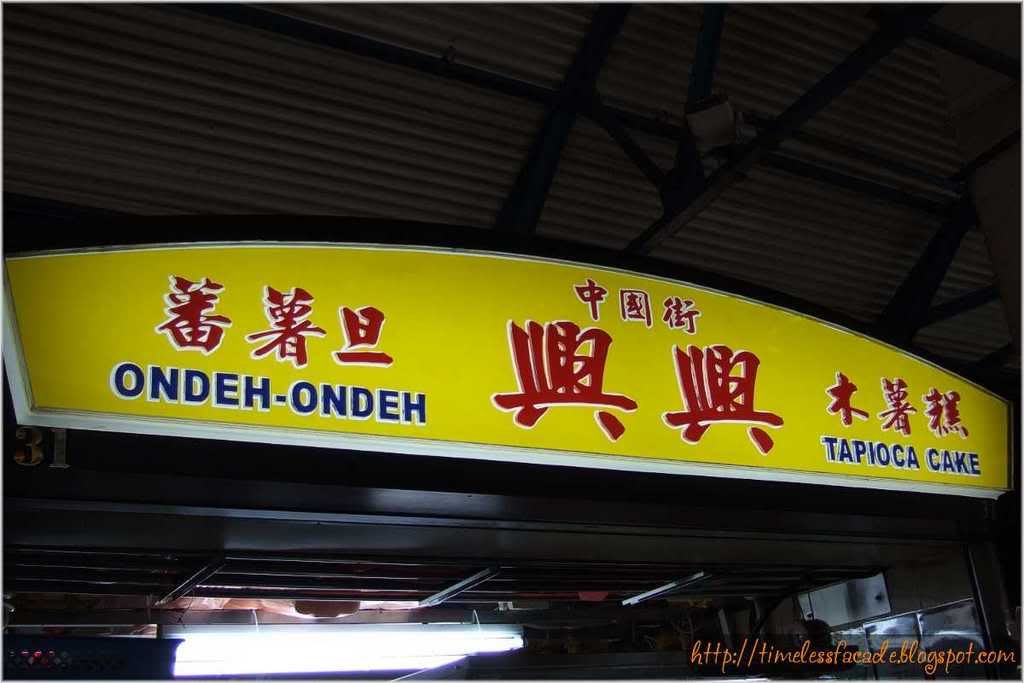 蕃薯旦
ONDEH-ONDEH
中國街
興興
木薯糕
TAPIOCA CAKE
31
http://timelessfacade.blogspot.com